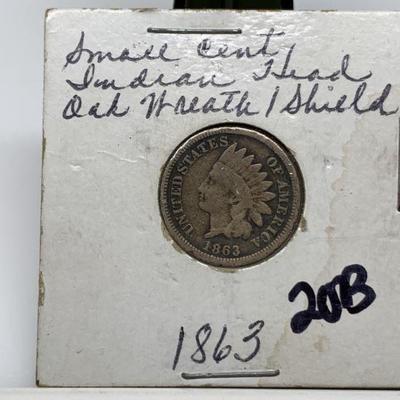 Small Cent
Indian Head
Oak Wreath / Shield
UNITED STATES OF AMERICA
1863
20B
1863